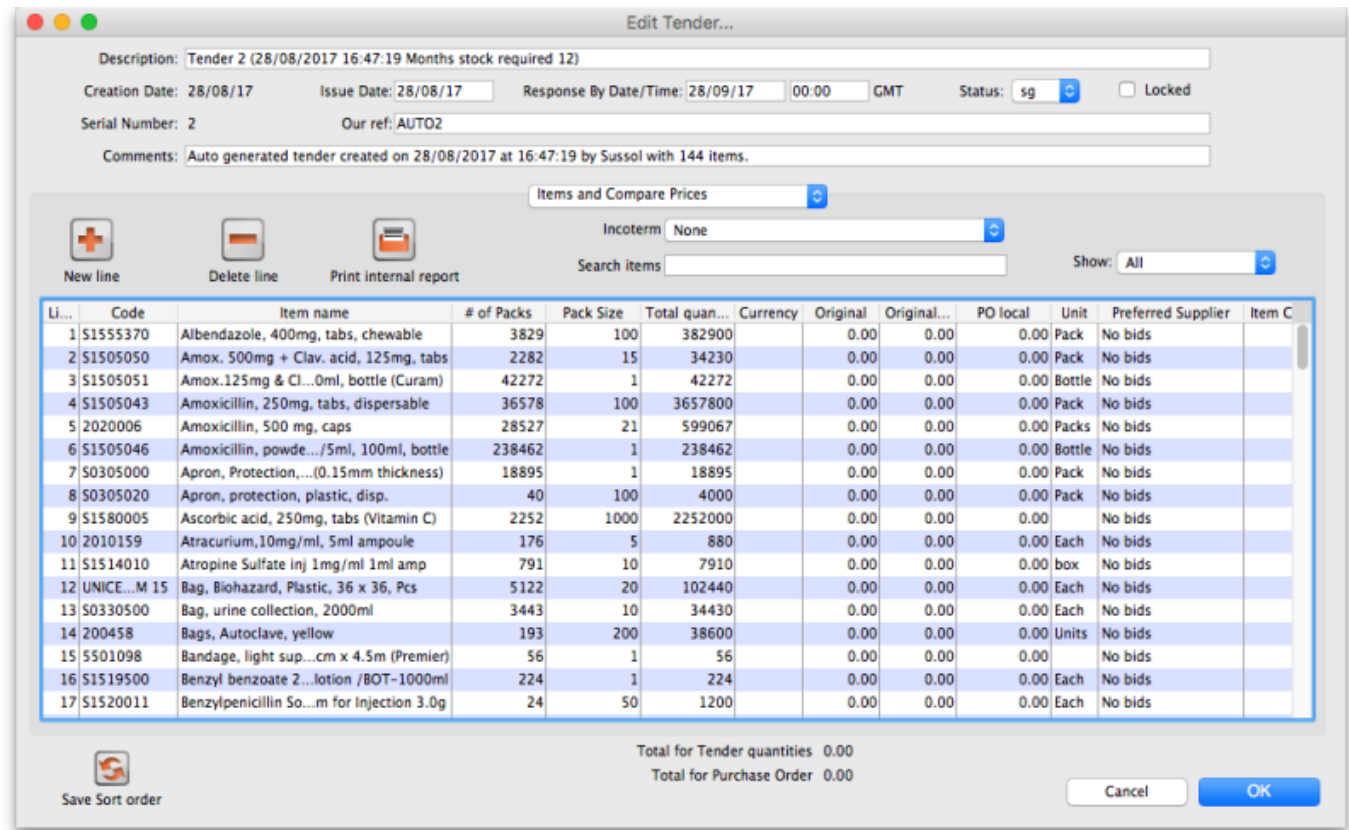 Edit Tender...
Description: Tender 2 (28/08/2017 16:47:19 Months stock required 12)
Creation Date: 28/08/17 Issue Date: 28/08/17 Response By Date/Time: 28/09/17 00:00 GMT Status: sg Locked
Serial Number: 2 Our ref: AUTO2
Comments: Auto generated tender created on 28/08/2017 at 16:47:19 by Sussol with 144 items.
Items and Compare Prices
Incoterm None
Search items Show: All
New line Delete line Print internal report
Li... Code Item name # of Packs Pack Size Total quan... Currency Original Original... PO local Unit Preferred Supplier Item C
1 S1555370 Albendazole, 400mg, tabs, chewable 3829 100 382900 0.00 0.00 0.00 Pack No bids
2 S1505050 Amox. 500mg + Clav. acid, 125mg, tabs 2282 15 34230 0.00 0.00 0.00 Pack No bids
3 S1505051 Amox.125mg & Cl...0ml, bottle (Curam) 42272 1 42272 0.00 0.00 0.00 Bottle No bids
4 S1505043 Amoxicillin, 250mg, tabs, dispersable 36578 100 3657800 0.00 0.00 0.00 Pack No bids
5 2020006 Amoxicillin, 500 mg, caps 28527 21 599067 0.00 0.00 0.00 Packs No bids
6 S1505046 Amoxicillin, powde.../5ml, 100ml, bottle 238462 1 238462 0.00 0.00 0.00 Bottle No bids
7 S0305000 Apron, Protection,...(0.15mm thickness) 18895 1 18895 0.00 0.00 0.00 Pack No bids
8 S0305020 Apron, protection, plastic, disp. 40 100 4000 0.00 0.00 0.00 Pack No bids
9 S1580005 Ascorbic acid, 250mg, tabs (Vitamin C) 2252 1000 2252000 0.00 0.00 0.00 No bids
10 2010159 Atracurium,10mg/ml, 5ml ampoule 176 5 880 0.00 0.00 0.00 Each No bids
11 S1514010 Atropine Sulfate inj 1mg/ml 1ml amp 791 10 7910 0.00 0.00 0.00 box No bids
12 UNICE...M 15 Bag, Biohazard, Plastic, 36 x 36, Pcs 5122 20 102440 0.00 0.00 0.00 Each No bids
13 S0330500 Bag, urine collection, 2000ml 3443 10 34430 0.00 0.00 0.00 Each No bids
14 200458 Bags, Autoclave, yellow 193 200 38600 0.00 0.00 0.00 Units No bids
15 5501098 Bandage, light sup...cm x 4.5m (Premier) 56 1 56 0.00 0.00 0.00 No bids
16 S1519500 Benzyl benzoate 2...lotion /BOT-1000ml 224 1 224 0.00 0.00 0.00 Each No bids
17 S1520011 Benzylpenicillin So...m for Injection 3.0g 24 50 1200 0.00 0.00 0.00 Each No bids
Total for Tender quantities 0.00
Total for Purchase Order 0.00
Save Sort order Cancel OK